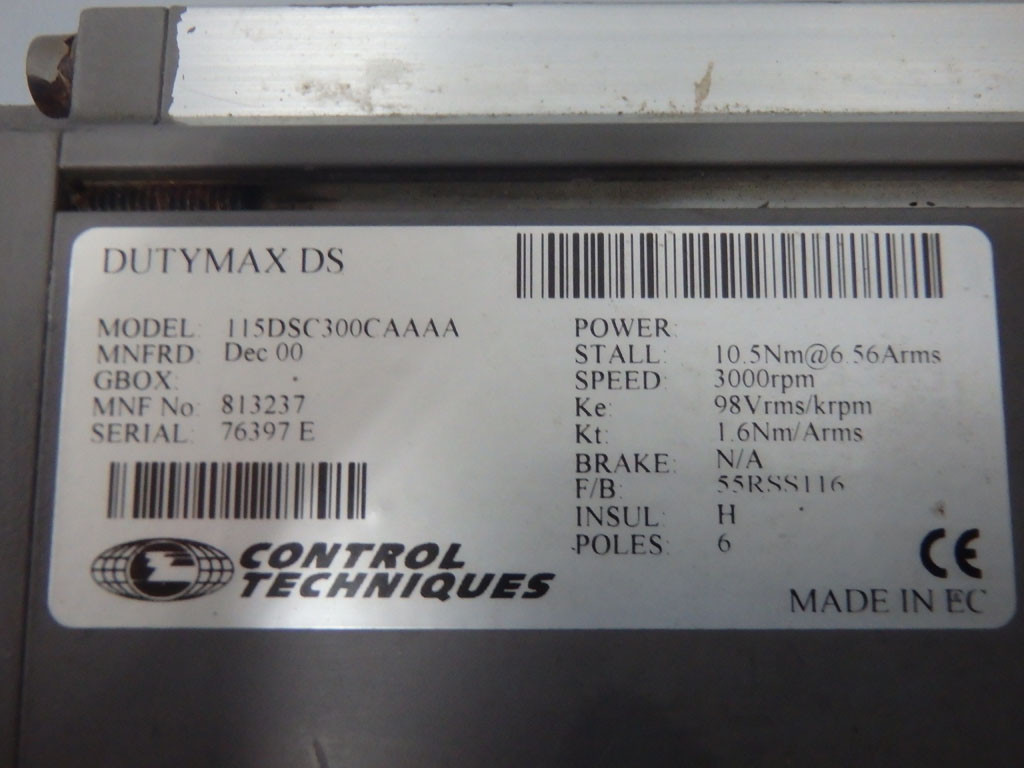 DUTYMAX DS
MODEL: 115DSC300CAAAA
MNFRD: Dec 00
GBOX:
MNF No: 813237
SERIAL: 76397 E
CONTROL
TECHNIQUES
POWER:
STALL: 10.5Nm@6.56Arms
SPEED: 3000rpm
Ke: 98Vrms/krpm
Kt: 1.6Nm/Arms
BRAKE: N/A
F/B: 55RSS116
INSUL: H
POLES: 6
CE
MADE IN EC